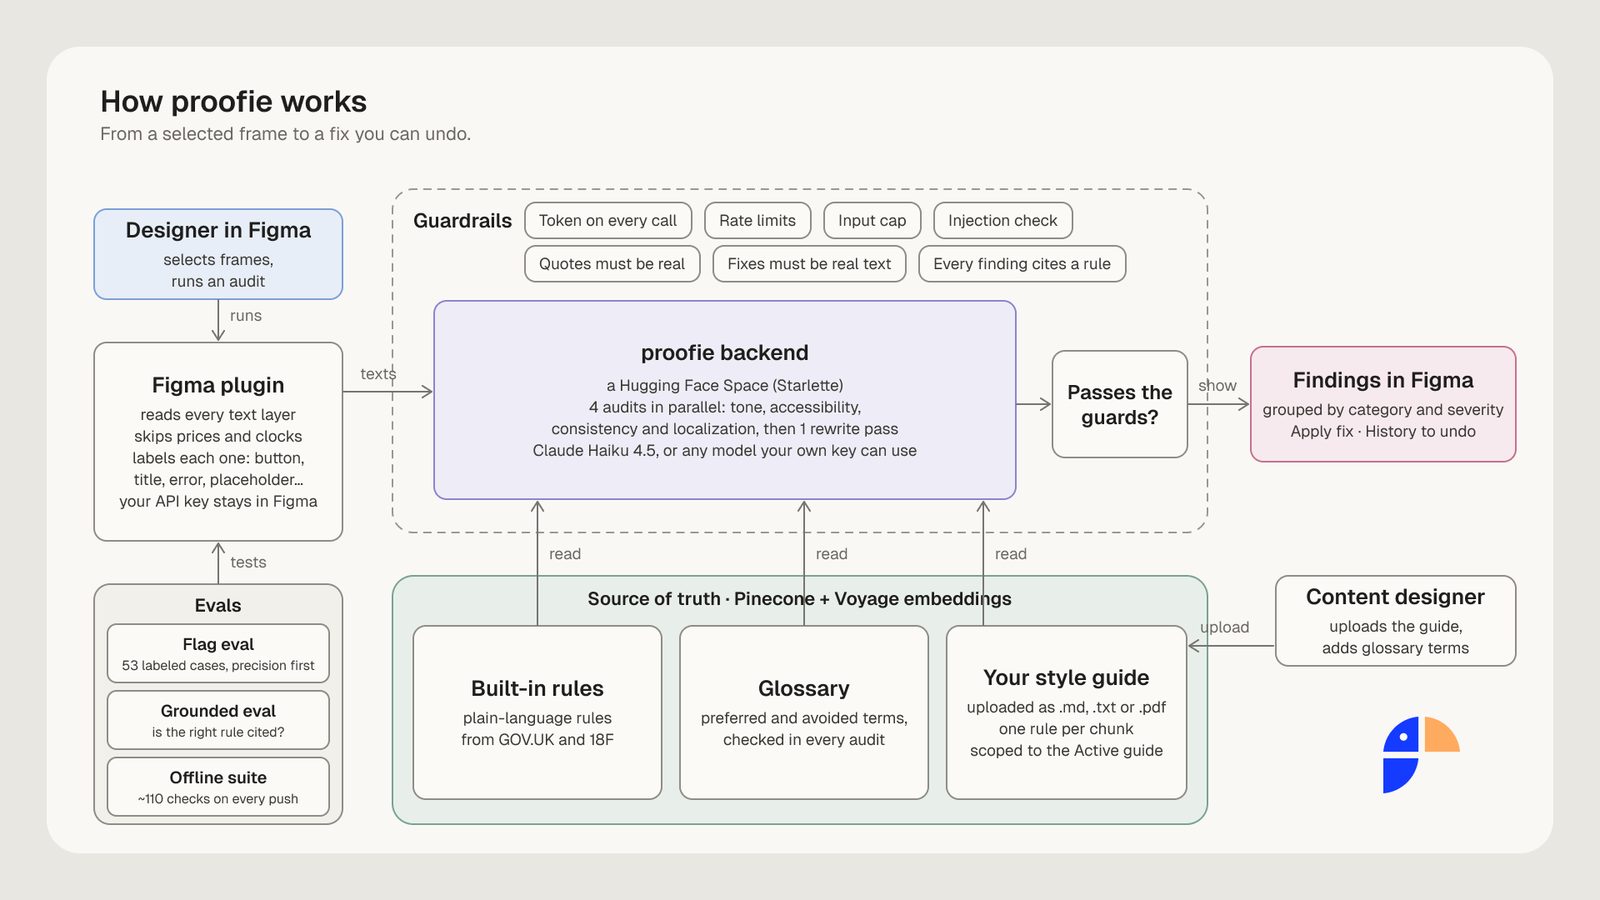 How proofie works
From a selected frame to a fix you can undo.
Designer in Figma
selects frames,
runs an audit
runs
Figma plugin
reads every text layer
skips prices and clocks
labels each one: button,
title, error, placeholder...
your API key stays in Figma
tests
Evals
Flag eval
53 labeled cases, precision first
Grounded eval
is the right rule cited?
Offline suite
~110 checks on every push
texts
Guardrails
Token on every call
Rate limits
Input cap
Injection check
Quotes must be real
Fixes must be real text
Every finding cites a rule
proofie backend
a Hugging Face Space (Starlette)
4 audits in parallel: tone, accessibility,
consistency and localization, then 1 rewrite pass
Claude Haiku 4.5, or any model your own key can use
Passes the
guards?
show
Findings in Figma
grouped by category and severity
Apply fix · History to undo
read
read
read
Source of truth · Pinecone + Voyage embeddings
Built-in rules
plain-language rules
from GOV.UK and 18F
Glossary
preferred and avoided terms,
checked in every audit
Your style guide
uploaded as .md, .txt or .pdf
one rule per chunk
scoped to the Active guide
upload
Content designer
uploads the guide,
adds glossary terms